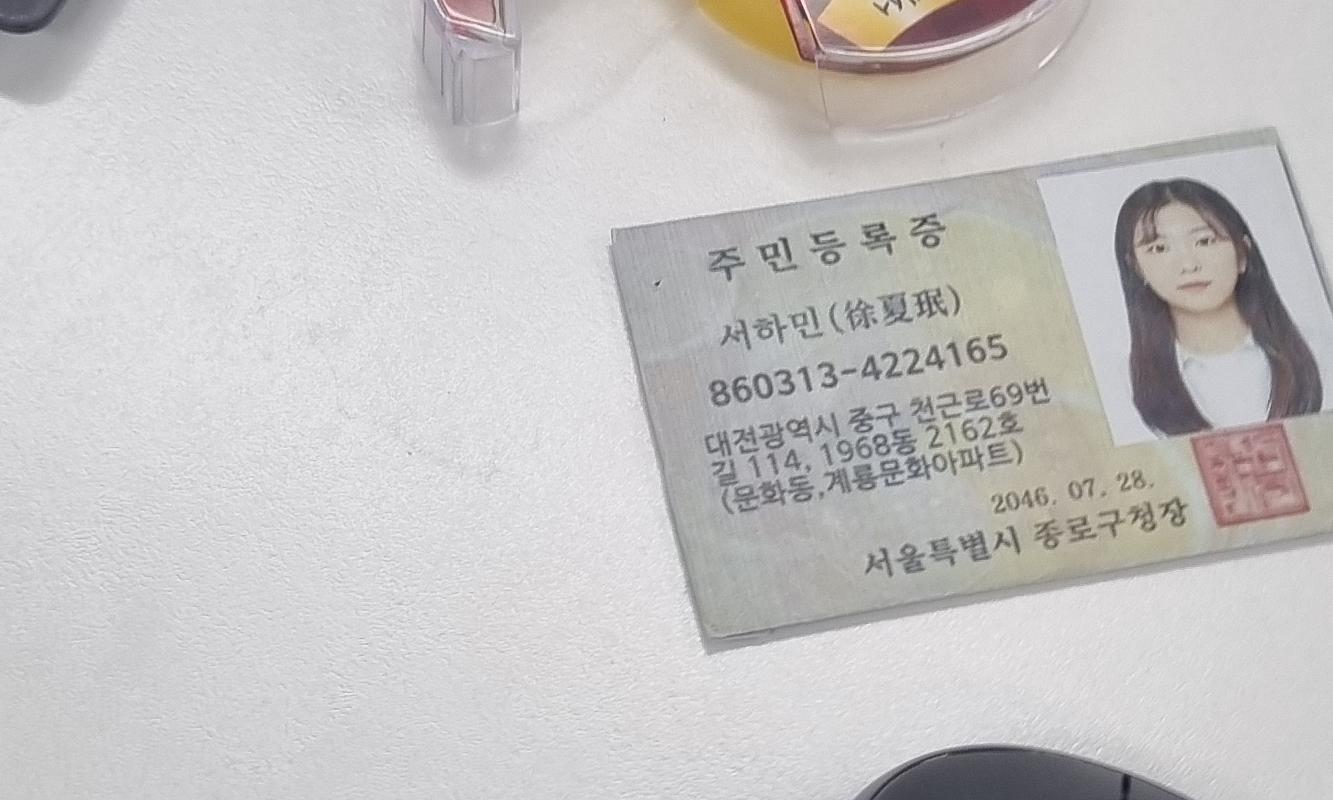 주민등록증
서하민(徐夏珉)
860313-4224165
대전광역시 중구 천근로69번
길 114, 1968동 2162호
(문화동,계룡문화아파트)
2046. 07. 28.
서울특별시 종로구청장